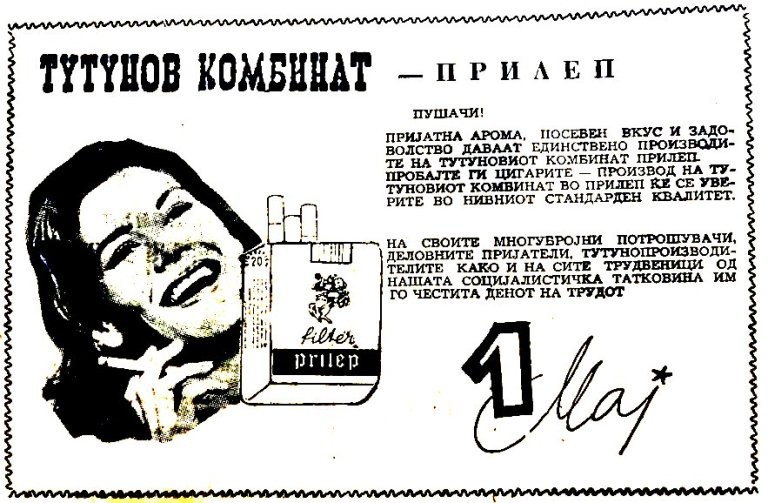 ТУТУНОВ КОМБИНАТ — ПРИЛЕП
ПУШАЧИ!
ПРИЈАТНА АРОМА, ПОСЕБЕН ВКУС И ЗАДО-
ВОЛСТВО ДАВААТ ЕДИНСТВЕНО ПРОИЗВОДИ-
ТЕ НА ТУТУНОВИОТ КОМБИНАТ ПРИЛЕП.
ПРОБАЈТЕ ГИ ЦИГАРИТЕ — ПРОИЗВОД НА ТУ-
ТУНОВИОТ КОМБИНАТ ВО ПРИЛЕП ЌЕ СЕ УВЕ-
РИТЕ ВО НИВНИОТ СТАНДАРДЕН КВАЛИТЕТ.
НА СВОИТЕ МНОГУБРОЈНИ ПОТРОШУВАЧИ,
ДЕЛОВНИТЕ ПРИЈАТЕЛИ, ТУТУНОПРОИЗВОДИ-
ТЕЛИТЕ КАКО И НА СИТЕ ТРУДБЕНИЦИ ОД
НАШАТА СОЦИЈАЛИСТИЧКА ТАТКОВИНА ИМ
ГО ЧЕСТИТА ДЕНОТ НА ТРУДОТ
20
filter
prilep
1 Мај